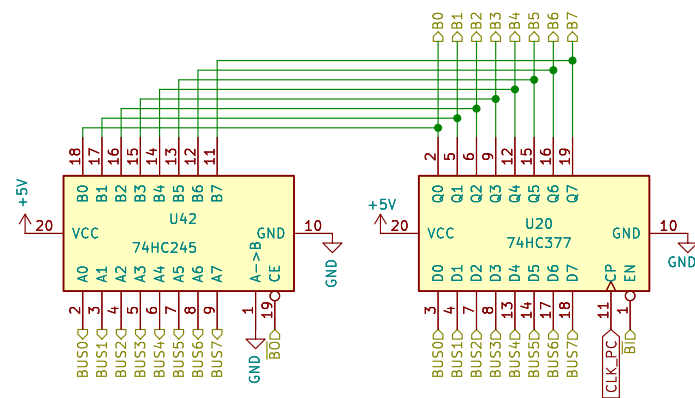 B0 B1 B2 B3 B4 B5 B6 B7
18 17 16 15 14 13 12 11
2 5 6 9 12 15 16 19
B0 B1 B2 B3 B4 B5 B6 B7
Q0 Q1 Q2 Q3 Q4 Q5 Q6 Q7
+5V
20
VCC
U42
74HC245
GND
10
GND
A0 A1 A2 A3 A4 A5 A6 A7
A->B
CE
2 3 4 5 6 7 8 9
1
19
BUS0 BUS1 BUS2 BUS3 BUS4 BUS5 BUS6 BUS7
GND
BO
+5V
20
VCC
U20
74HC377
GND
10
GND
D0 D1 D2 D3 D4 D5 D6 D7
CP
EN
3 4 7 8 13 14 17 18
11
1
BUS0 BUS1 BUS2 BUS3 BUS4 BUS5 BUS6 BUS7
CLK_PC
BI